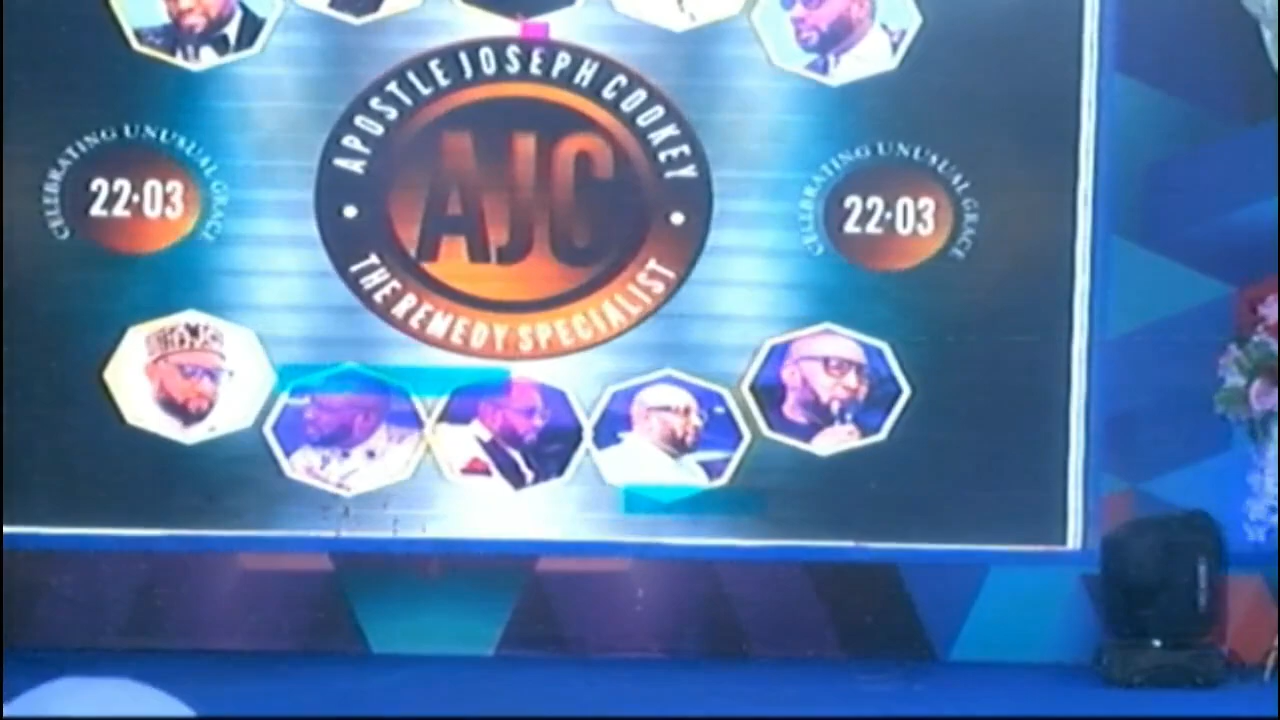 APOSTLE JOSEPH COOKEY
AJC
THE REMEDY SPECIALIST
CELEBRATING UNUSUAL GRACE
22·03
CELEBRATING UNUSUAL GRACE
22·03